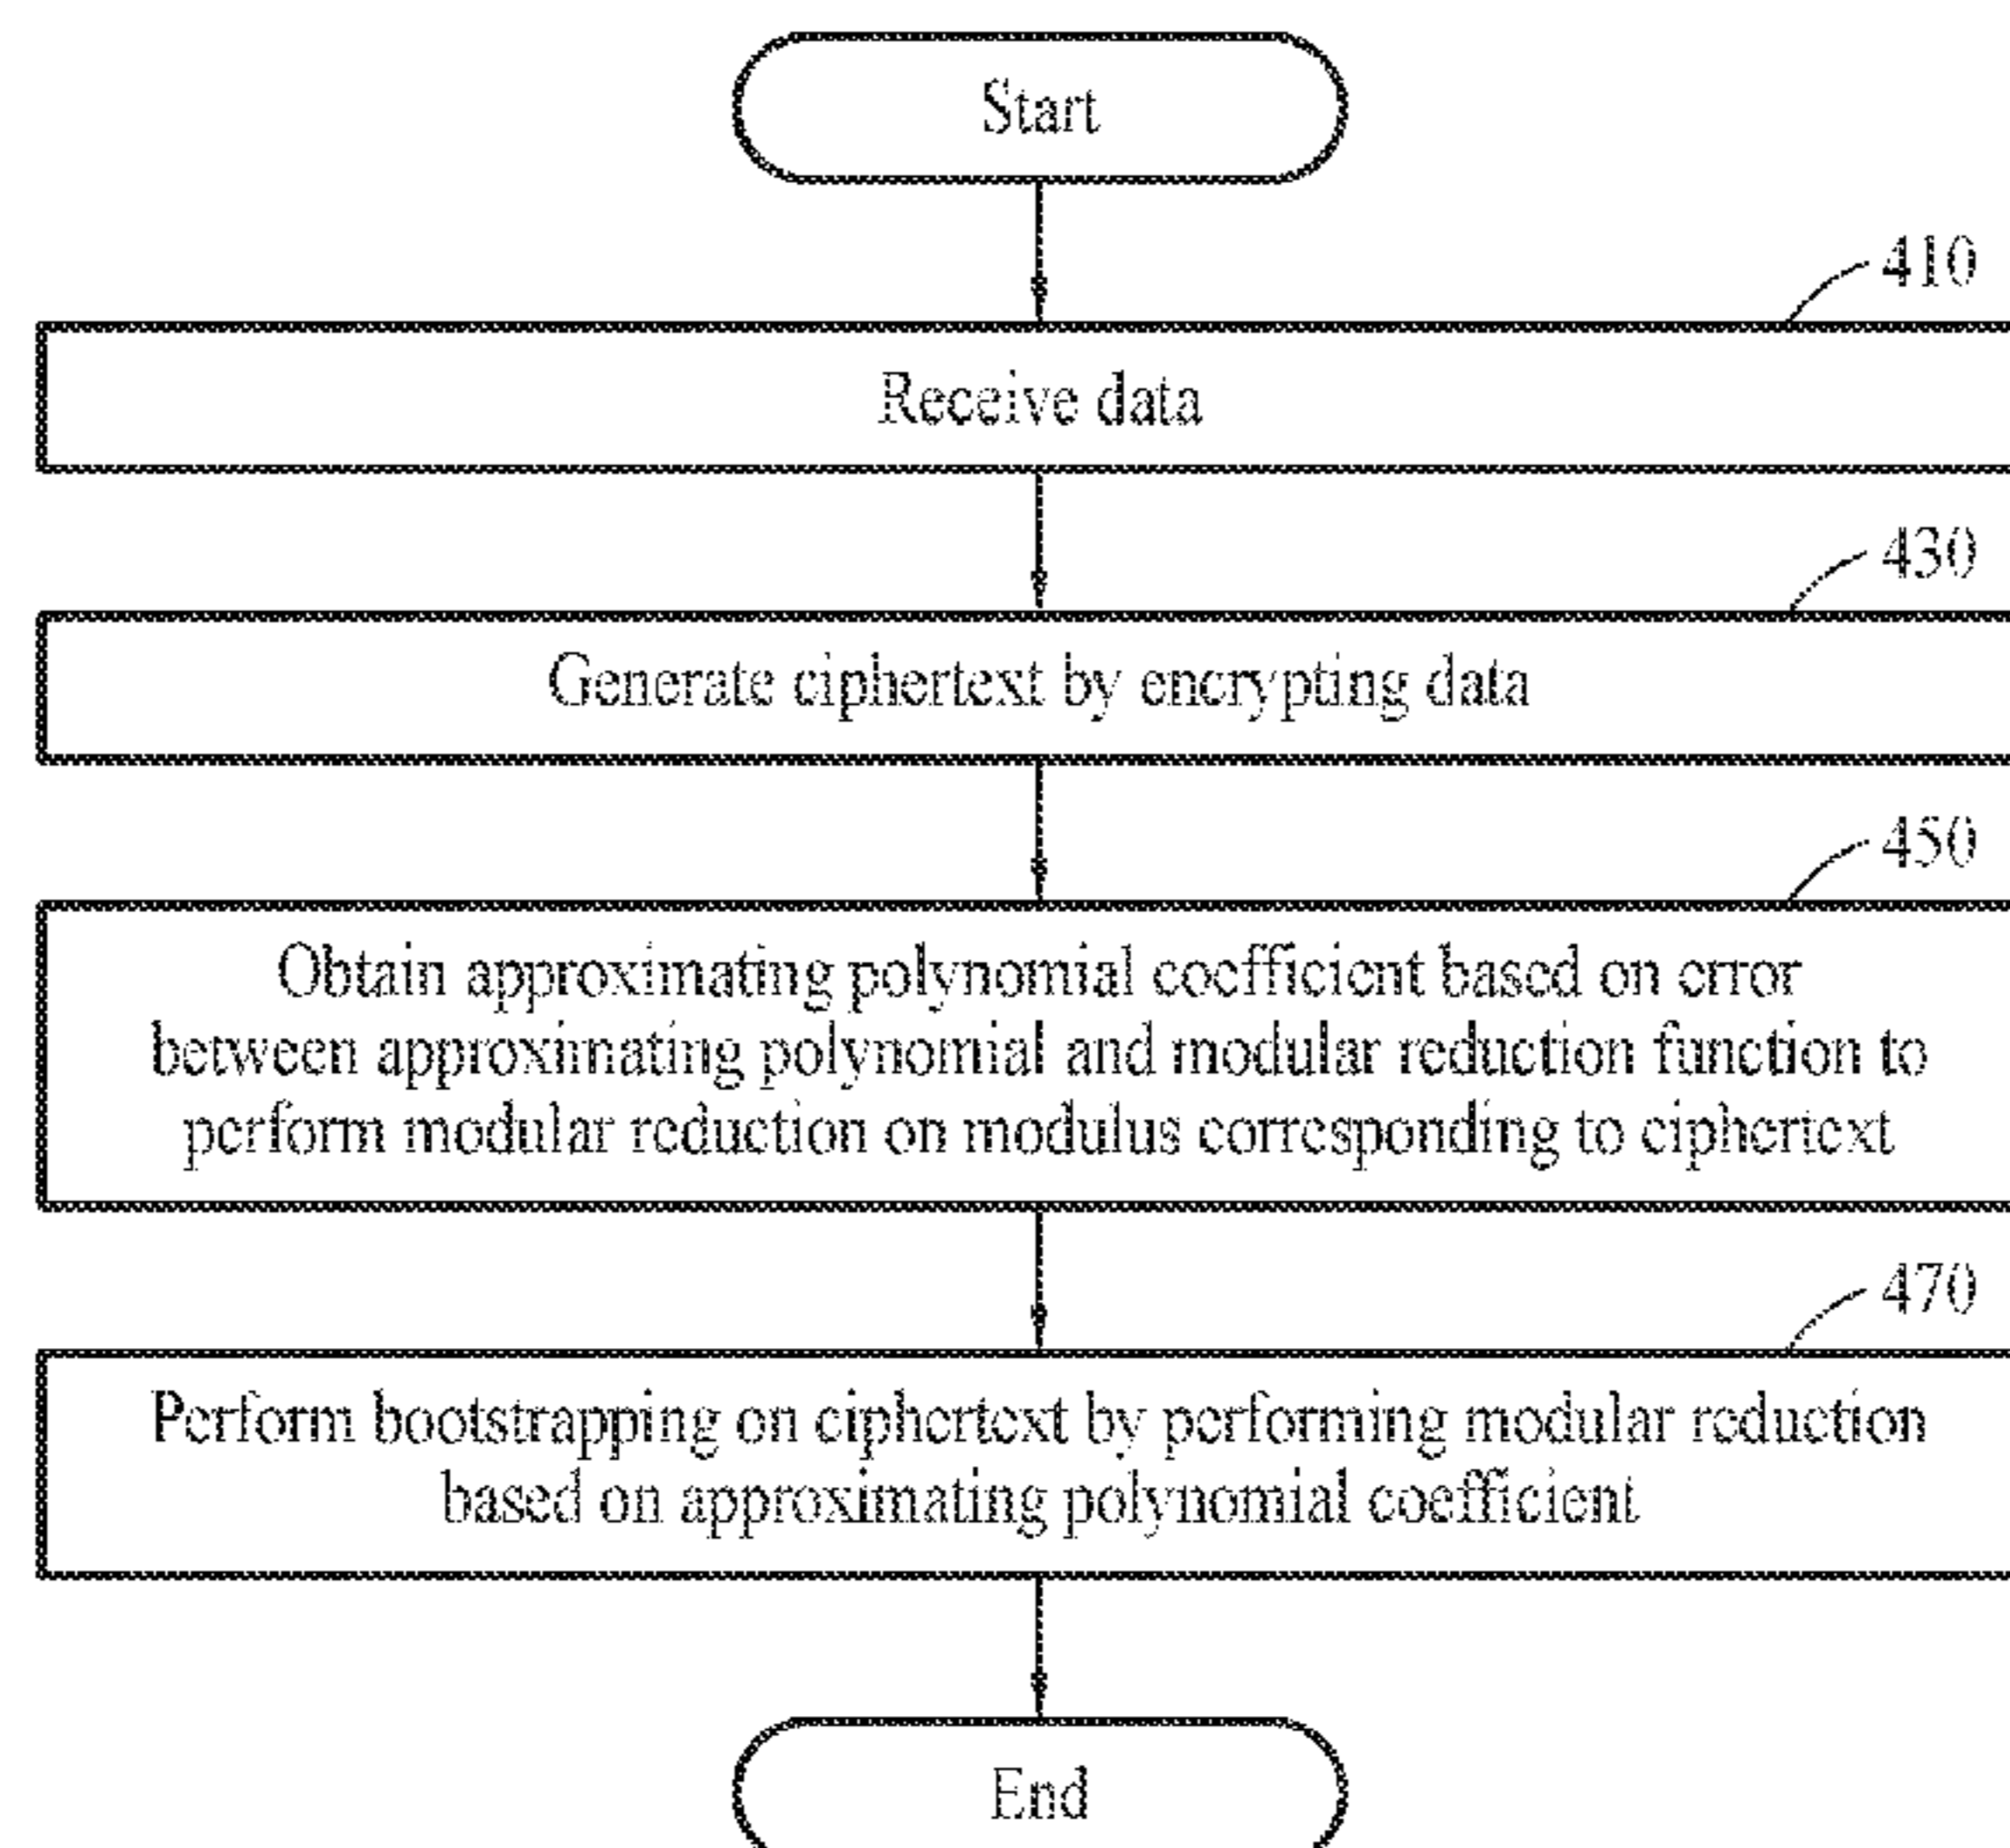 Start
410
Receive data
430
Generate ciphertext by encrypting data
450
Obtain approximating polynomial coefficient based on error
between approximating polynomial and modular reduction function to
perform modular reduction on modulus corresponding to ciphertext
470
Perform bootstrapping on ciphertext by performing modular reduction
based on approximating polynomial coefficient
End